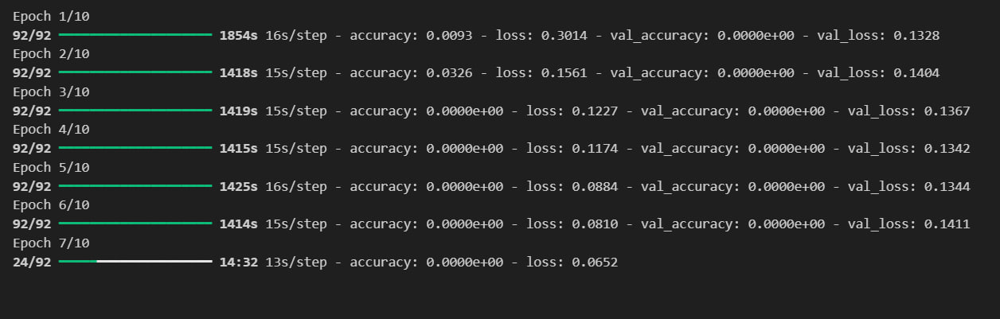 Epoch 1/10
92/92 1854s 16s/step - accuracy: 0.0093 - loss: 0.3014 - val_accuracy: 0.0000e+00 - val_loss: 0.1328
Epoch 2/10
92/92 1418s 15s/step - accuracy: 0.0326 - loss: 0.1561 - val_accuracy: 0.0000e+00 - val_loss: 0.1404
Epoch 3/10
92/92 1419s 15s/step - accuracy: 0.0000e+00 - loss: 0.1227 - val_accuracy: 0.0000e+00 - val_loss: 0.1367
Epoch 4/10
92/92 1415s 15s/step - accuracy: 0.0000e+00 - loss: 0.1174 - val_accuracy: 0.0000e+00 - val_loss: 0.1342
Epoch 5/10
92/92 1425s 16s/step - accuracy: 0.0000e+00 - loss: 0.0884 - val_accuracy: 0.0000e+00 - val_loss: 0.1344
Epoch 6/10
92/92 1414s 15s/step - accuracy: 0.0000e+00 - loss: 0.0810 - val_accuracy: 0.0000e+00 - val_loss: 0.1411
Epoch 7/10
24/92 14:32 13s/step - accuracy: 0.0000e+00 - loss: 0.0652